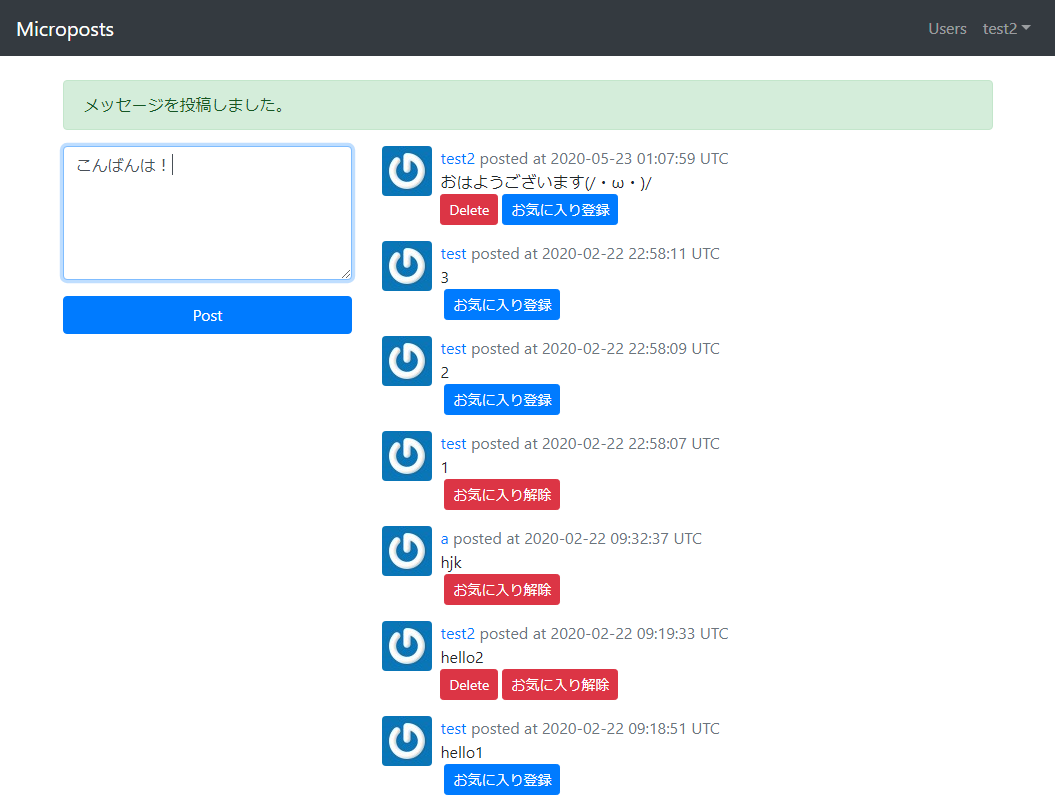 Microposts
Users test2
メッセージを投稿しました。
こんばんは！
Post
test2 posted at 2020-05-23 01:07:59 UTC
おはようございます(/・ω・)/
Delete お気に入り登録
test posted at 2020-02-22 22:58:11 UTC
3
お気に入り登録
test posted at 2020-02-22 22:58:09 UTC
2
お気に入り登録
test posted at 2020-02-22 22:58:07 UTC
1
お気に入り解除
a posted at 2020-02-22 09:32:37 UTC
hjk
お気に入り解除
test2 posted at 2020-02-22 09:19:33 UTC
hello2
Delete お気に入り解除
test posted at 2020-02-22 09:18:51 UTC
hello1
お気に入り登録